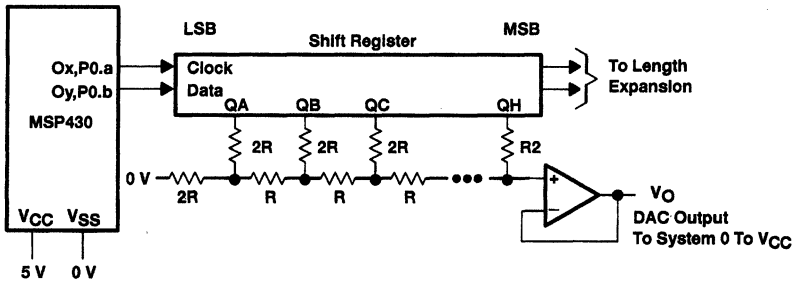 LSB
Shift Register
MSB
Ox,P0.a
Clock
Oy,P0.b
Data
To Length
Expansion
MSP430
QA
QB
QC
QH
2R
2R
2R
R2
0 V
2R
R
R
R
+
−
VO
DAC Output
To System 0 To VCC
VCC
VSS
5 V
0 V